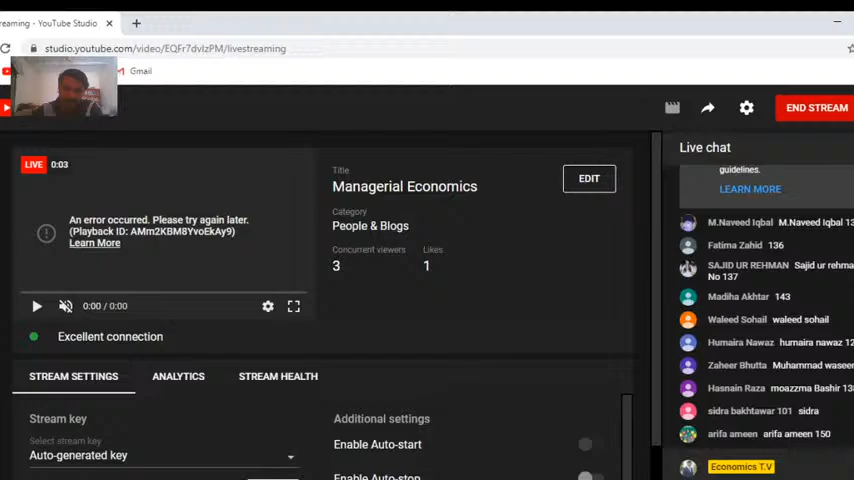 reaming - YouTube Studio
studio.youtube.com/video/EQFr7dvIzPM/livestreaming
Gmail
END STREAM
LIVE 0:03
An error occurred. Please try again later.
(Playback ID: AMm2KBM8YvoEkAy9)
Learn More
0:00 / 0:00
Excellent connection
Title
Managerial Economics
EDIT
Category
People & Blogs
Concurrent viewers
3
Likes
1
STREAM SETTINGS
ANALYTICS
STREAM HEALTH
Stream key
Select stream key
Auto-generated key
Additional settings
Enable Auto-start
Enable Auto-stop
Live chat
guidelines.
LEARN MORE
M.Naveed Iqbal M.Naveed Iqbal 13
Fatima Zahid 136
SAJID UR REHMAN Sajid ur rehma
No 137
Madiha Akhtar 143
Waleed Sohail waleed sohail
Humaira Nawaz humaira nawaz 12
Zaheer Bhutta Muhammad wasee
Hasnain Raza moazzma Bashir 13
sidra bakhtawar 101 sidra
arifa ameen arifa ameen 150
Economics T.V